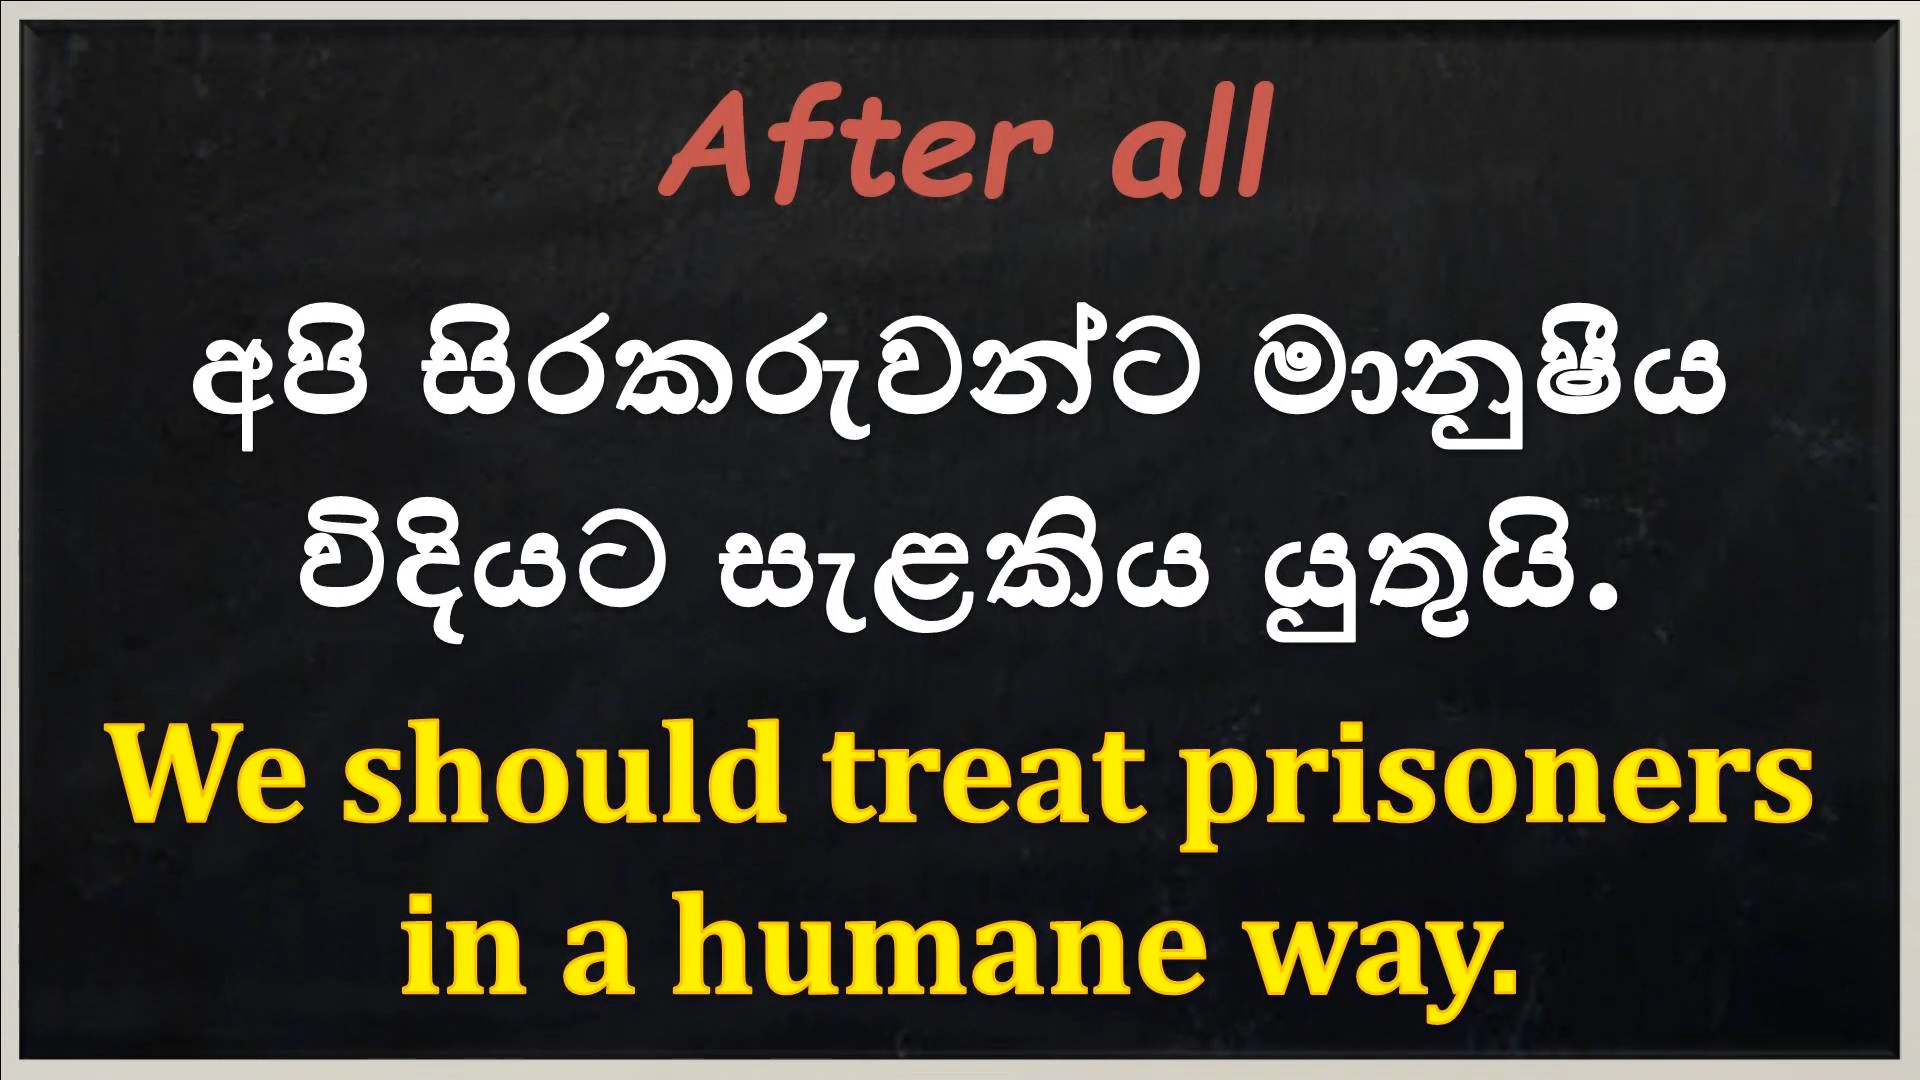 After all
අපි සිරකරුවන්ට මානුෂීය
විදියට සැළකිය යුතුයි.
We should treat prisoners
in a humane way.